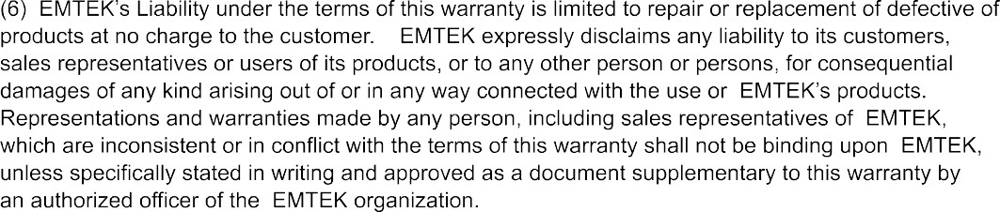 (6)  EMTEK's Liability under the terms of this warranty is limited to repair or replacement of defective of
products at no charge to the customer.    EMTEK expressly disclaims any liability to its customers,
sales representatives or users of its products, or to any other person or persons, for consequential
damages of any kind arising out of or in any way connected with the use or  EMTEK's products.
Representations and warranties made by any person, including sales representatives of  EMTEK,
which are inconsistent or in conflict with the terms of this warranty shall not be binding upon  EMTEK,
unless specifically stated in writing and approved as a document supplementary to this warranty by
an authorized officer of the  EMTEK organization.